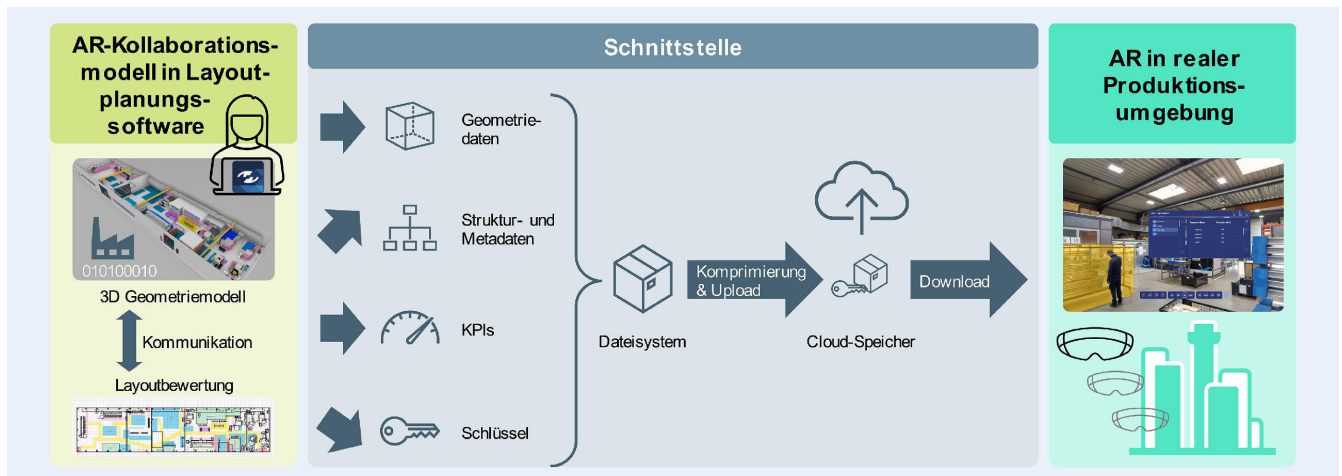 AR-Kollaborations-
modell in Layout-
planungs-
software
010100010
3D Geometriemodell
Kommunikation
Layoutbewertung
Schnittstelle
Geometrie-
daten
Struktur- und
Metadaten
KPIs
Schlüssel
Dateisystem
Komprimierung
& Upload
Cloud-Speicher
Download
AR in realer
Produktions-
umgebung